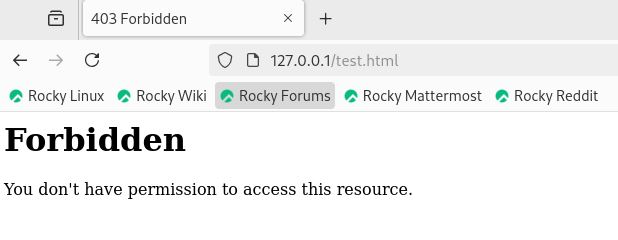 403 Forbidden
127.0.0.1/test.html
Rocky Linux Rocky Wiki Rocky Forums Rocky Mattermost Rocky Reddit
Forbidden
You don't have permission to access this resource.